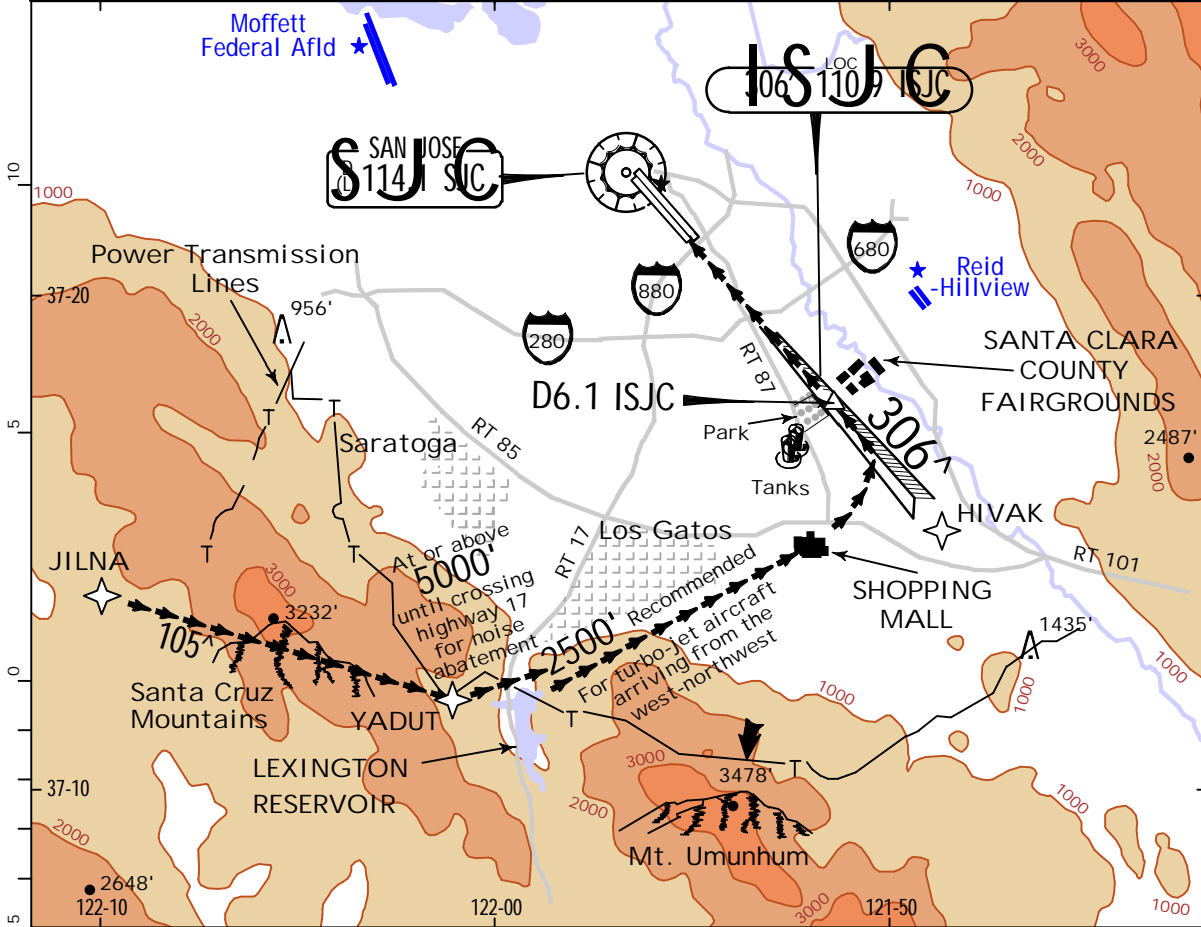 Moffett
Federal Afld
3000
2000
1000
LOC
306^ 110.9 ISJC
I S J C
SAN JOSE
D
L
114.1 SJC
S J C
10
1000
680
Power Transmission
Lines
Reid
-Hillview
37-20
880
956'
2000
280
SANTA CLARA
COUNTY
FAIRGROUNDS
RT 87
D6.1 ISJC
306^
5
Saratoga
RT 85
Park
2487'
2000
Tanks
HIVAK
Los Gatos
RT 17
T
T
T
T
RT 101
JILNA
At or above
5000'
until crossing
highway 17
for noise
abatement
3000
3232'
105^
SHOPPING
MALL
1435'
2500'
Recommended
For turbo-jet aircraft
arriving from the
west-northwest
0
Santa Cruz
Mountains
YADUT
1000
1000
1000
T
T
LEXINGTON
RESERVOIR
3000
3478'
37-10
2000
1000
2000
Mt. Umunhum
2648'
122-10
122-00
121-50
3000
1000
5